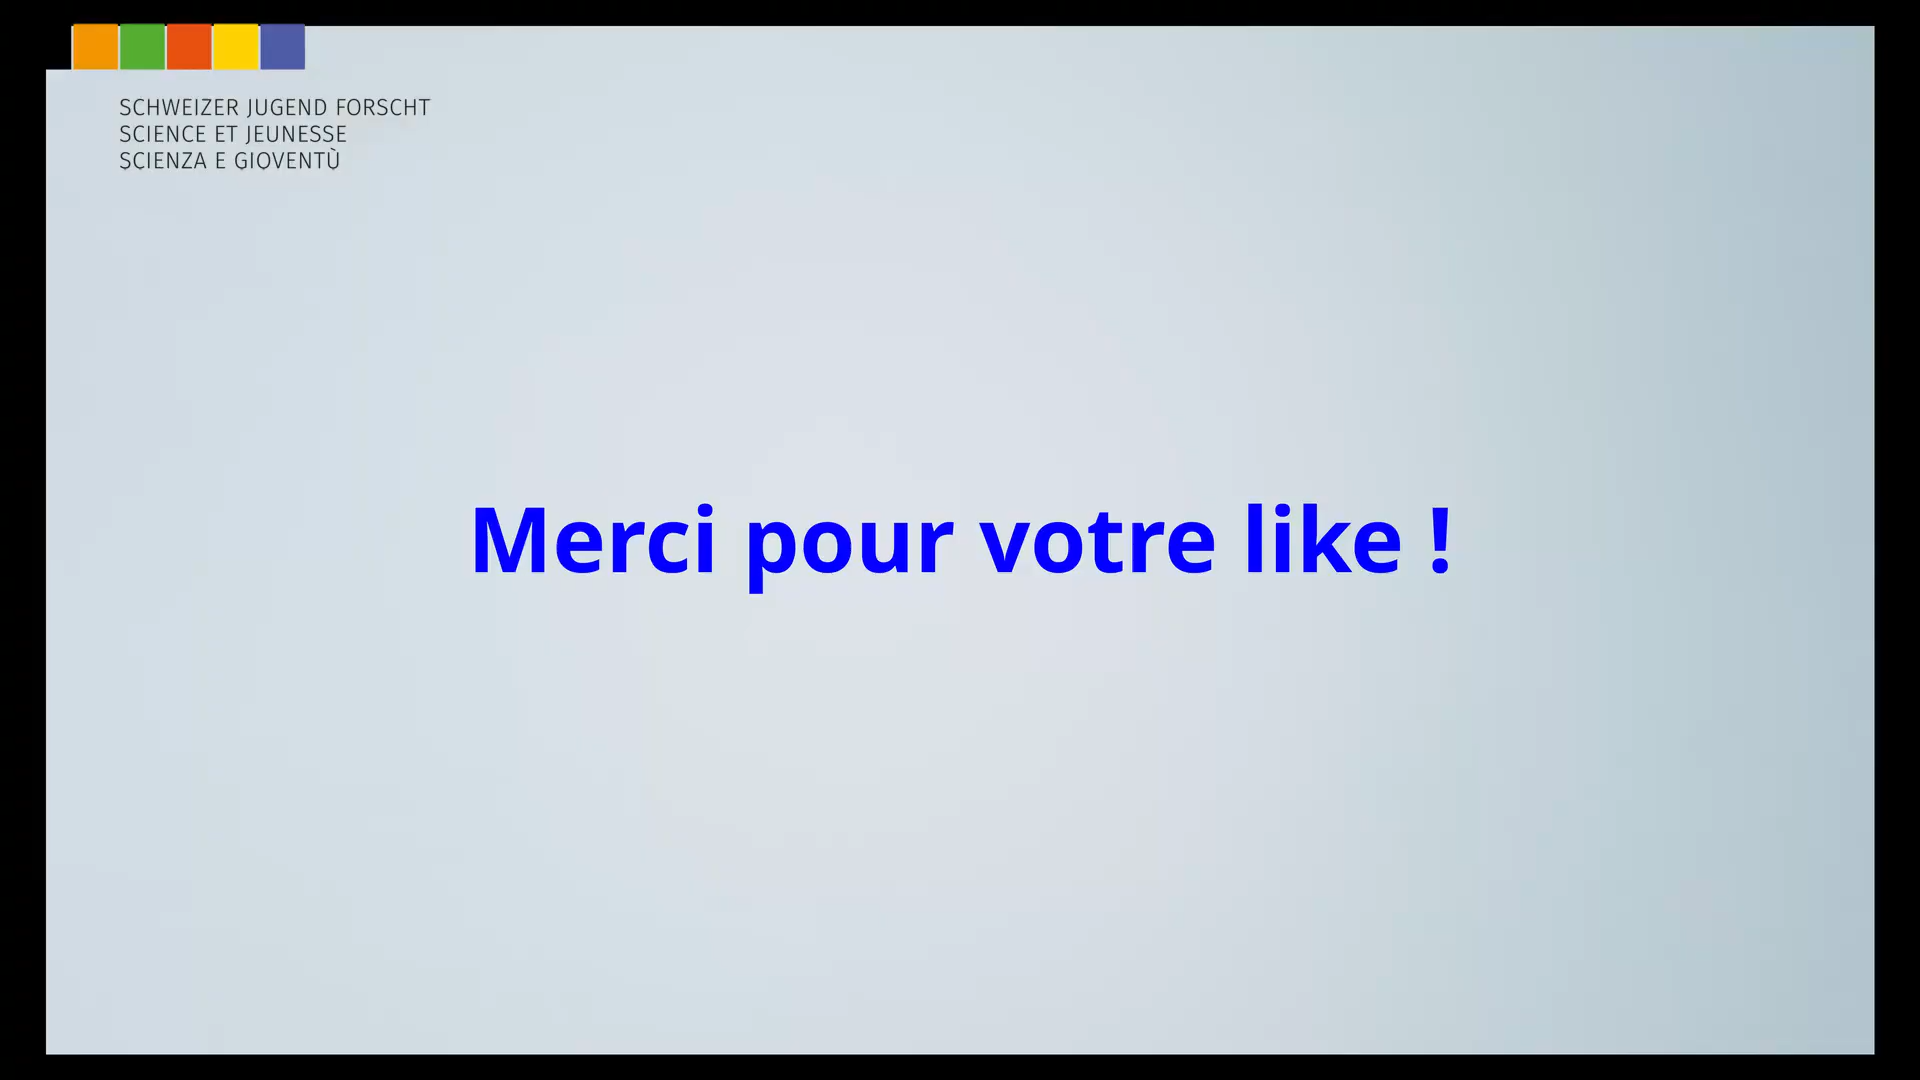 SCHWEIZER JUGEND FORSCHT
SCIENCE ET JEUNESSE
SCIENZA E GIOVENTÙ
Merci pour votre like !